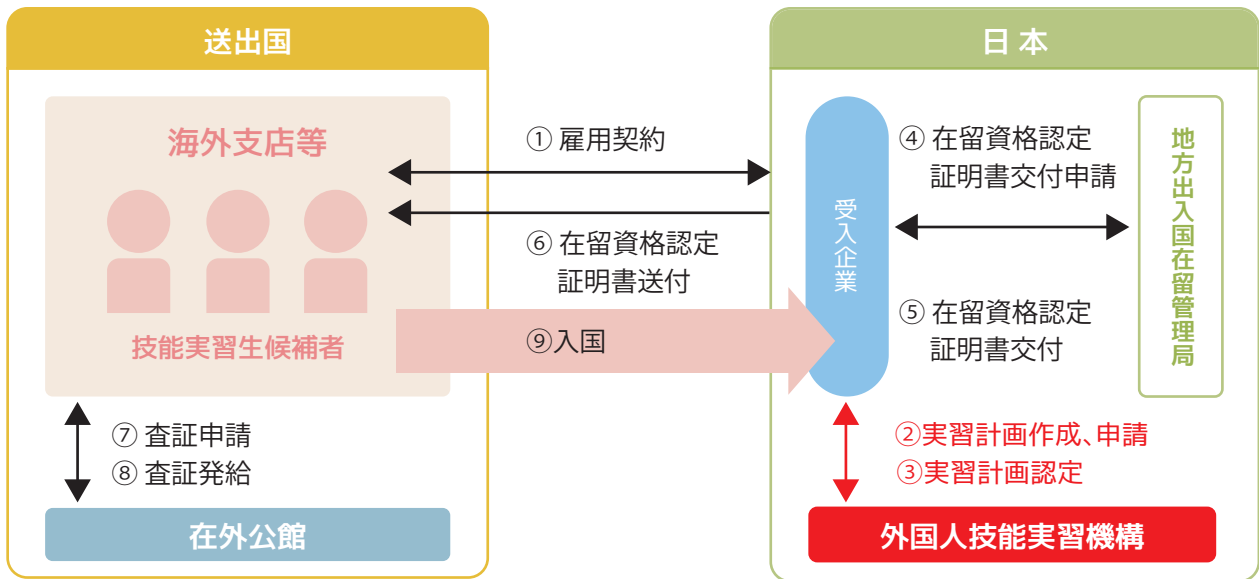 送出国
海外支店等
技能実習生候補者
⑦ 査証申請
⑧ 査証発給
在外公館
① 雇用契約
⑥ 在留資格認定
証明書送付
⑨入国
日 本
受入企業
④ 在留資格認定
証明書交付申請
⑤ 在留資格認定
証明書交付
地方出入国在留管理局
②実習計画作成、申請
③実習計画認定
外国人技能実習機構